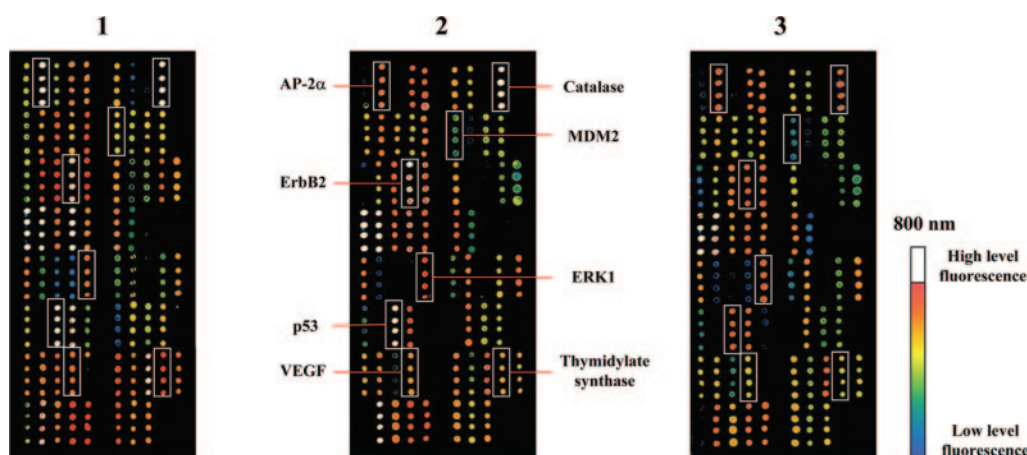 1
2
3
AP-2α
Catalase
MDM2
ErbB2
ERK1
p53
VEGF
Thymidylate
synthase
800 nm
High level
fluorescence
Low level
fluorescence